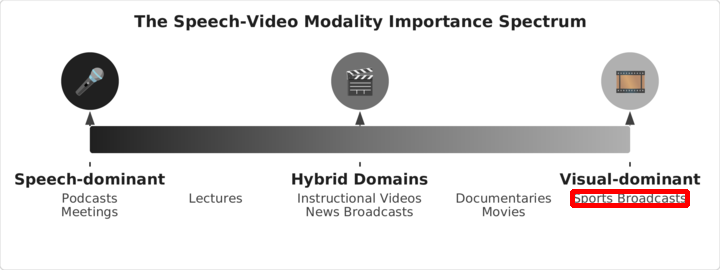 The Speech-Video Modality Importance Spectrum
Speech-dominant
Podcasts
Meetings
Lectures
Hybrid Domains
Instructional Videos
News Broadcasts
Documentaries
Movies
Visual-dominant
Sports Broadcasts